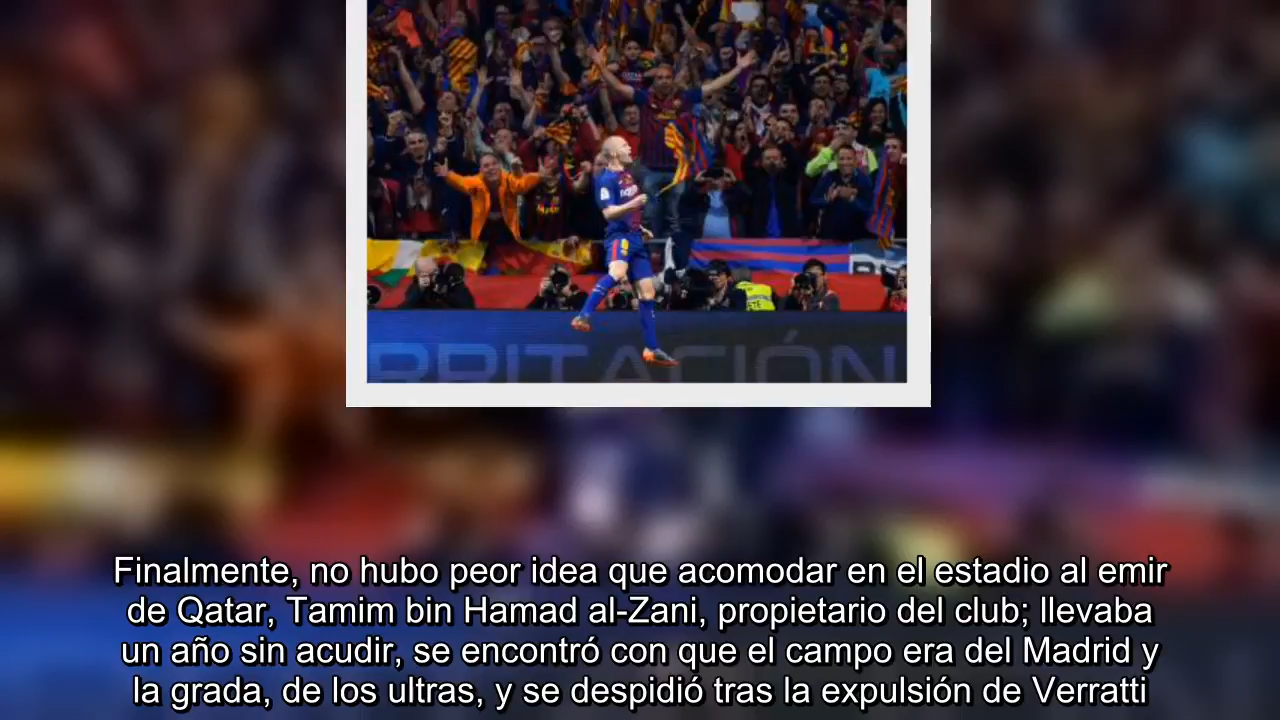 RRITACIÓN
Finalmente, no hubo peor idea que acomodar en el estadio al emir
de Qatar, Tamim bin Hamad al-Zani, propietario del club; llevaba
un año sin acudir, se encontró con que el campo era del Madrid y
la grada, de los ultras, y se despidió tras la expulsión de Verratti